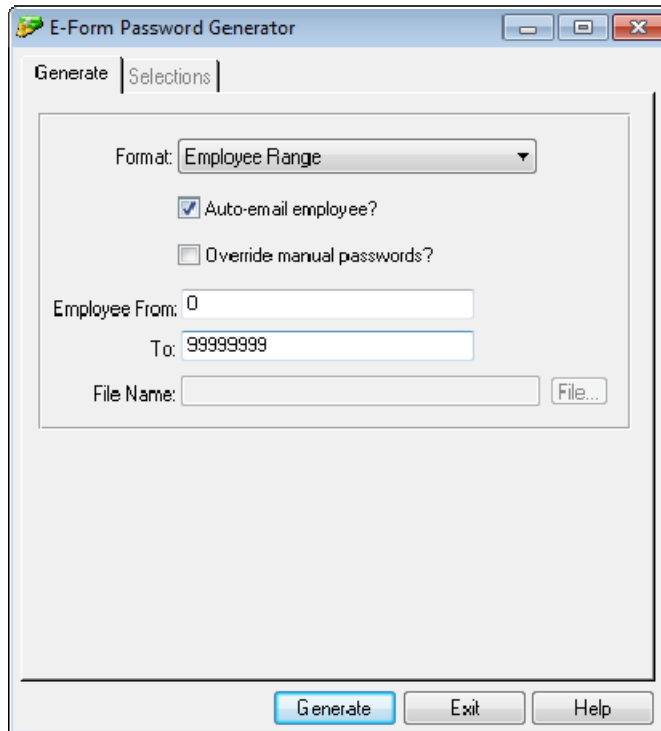 E-Form Password Generator
Generate Selections
Format: Employee Range
Auto-email employee?
Override manual passwords?
Employee From: 0
To: 99999999
File Name: File...
Generate Exit Help